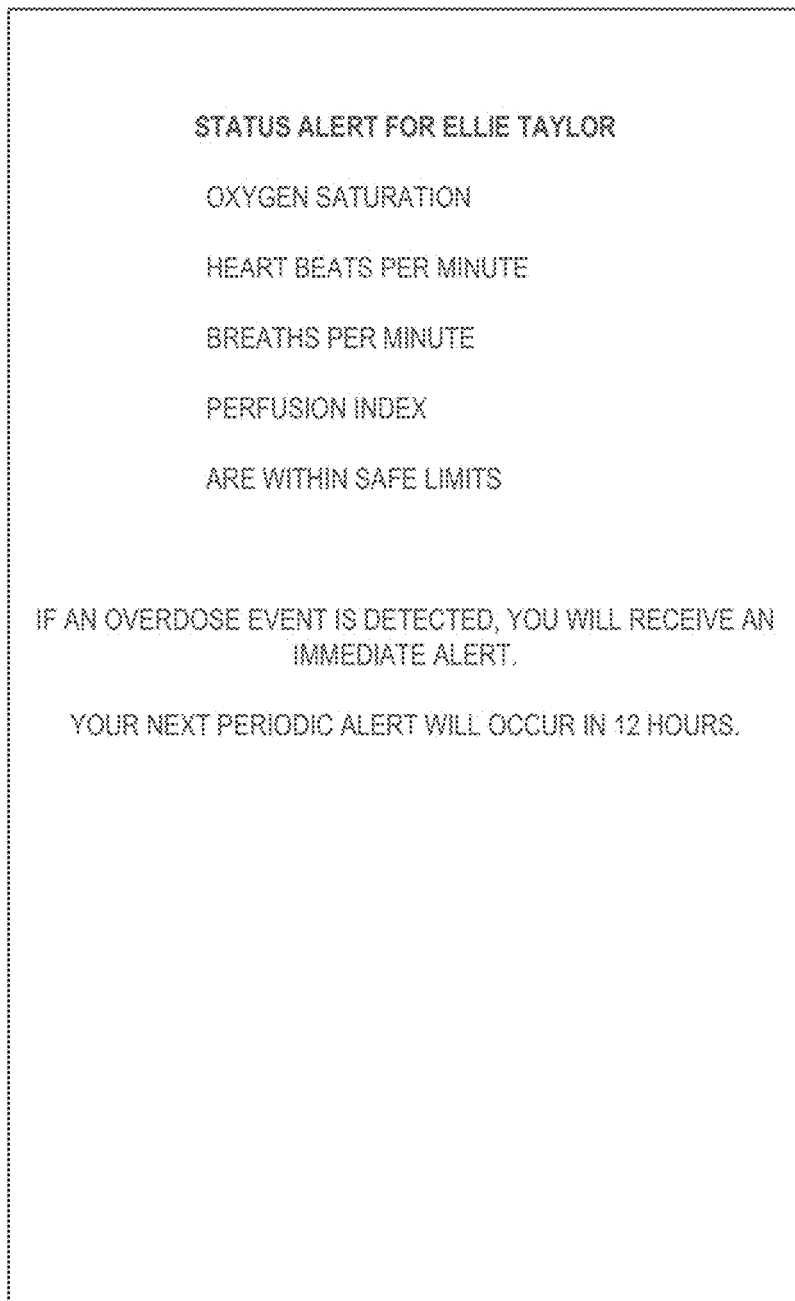 STATUS ALERT FOR ELLIE TAYLOR
OXYGEN SATURATION
HEART BEATS PER MINUTE
BREATHS PER MINUTE
PERFUSION INDEX
ARE WITHIN SAFE LIMITS
IF AN OVERDOSE EVENT IS DETECTED, YOU WILL RECEIVE AN
IMMEDIATE ALERT.
YOUR NEXT PERIODIC ALERT WILL OCCUR IN 12 HOURS.